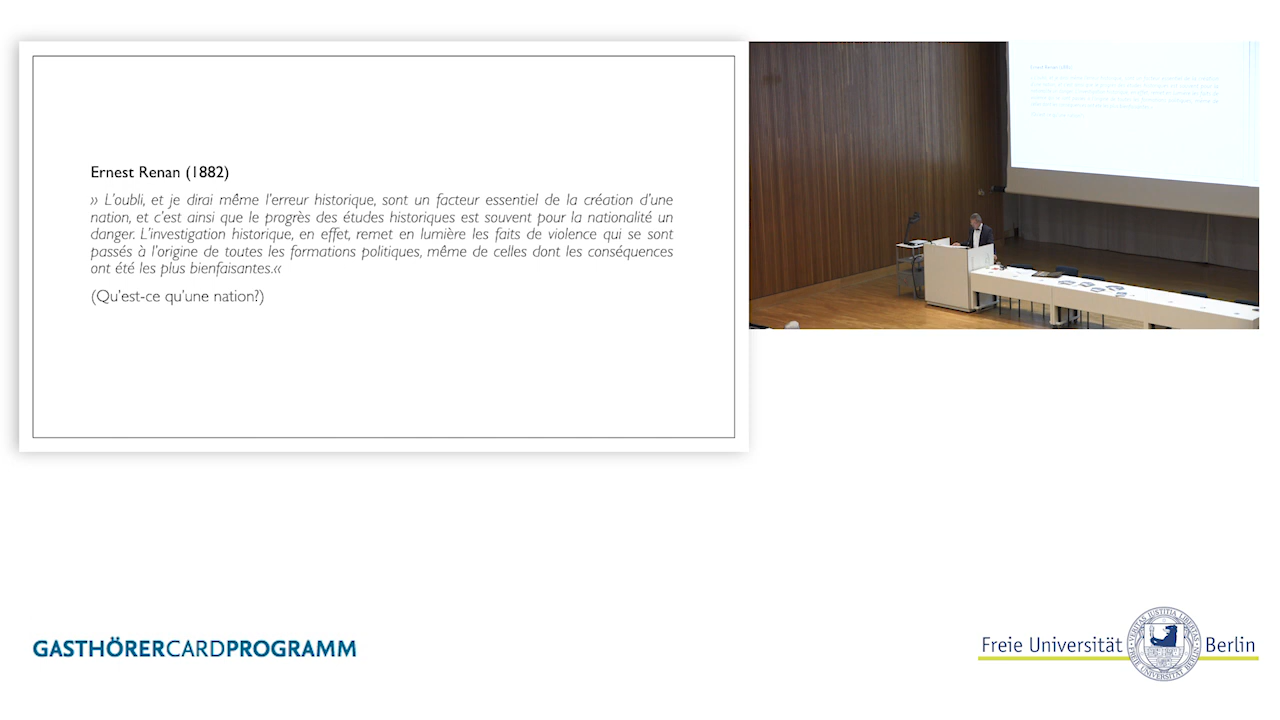 Ernest Renan (1882)
›› L’oubli, et je dirai même l’erreur historique, sont un facteur essentiel de la création d’une
nation, et c’est ainsi que le progrès des études historiques est souvent pour la nationalité un
danger. L’investigation historique, en effet, remet en lumière les faits de violence qui se sont
passés à l’origine de toutes les formations politiques, même de celles dont les conséquences
ont été les plus bienfaisantes.‹‹
(Qu’est-ce qu’une nation?)
GASTHÖRERCARDPROGRAMM
Freie Universität Berlin